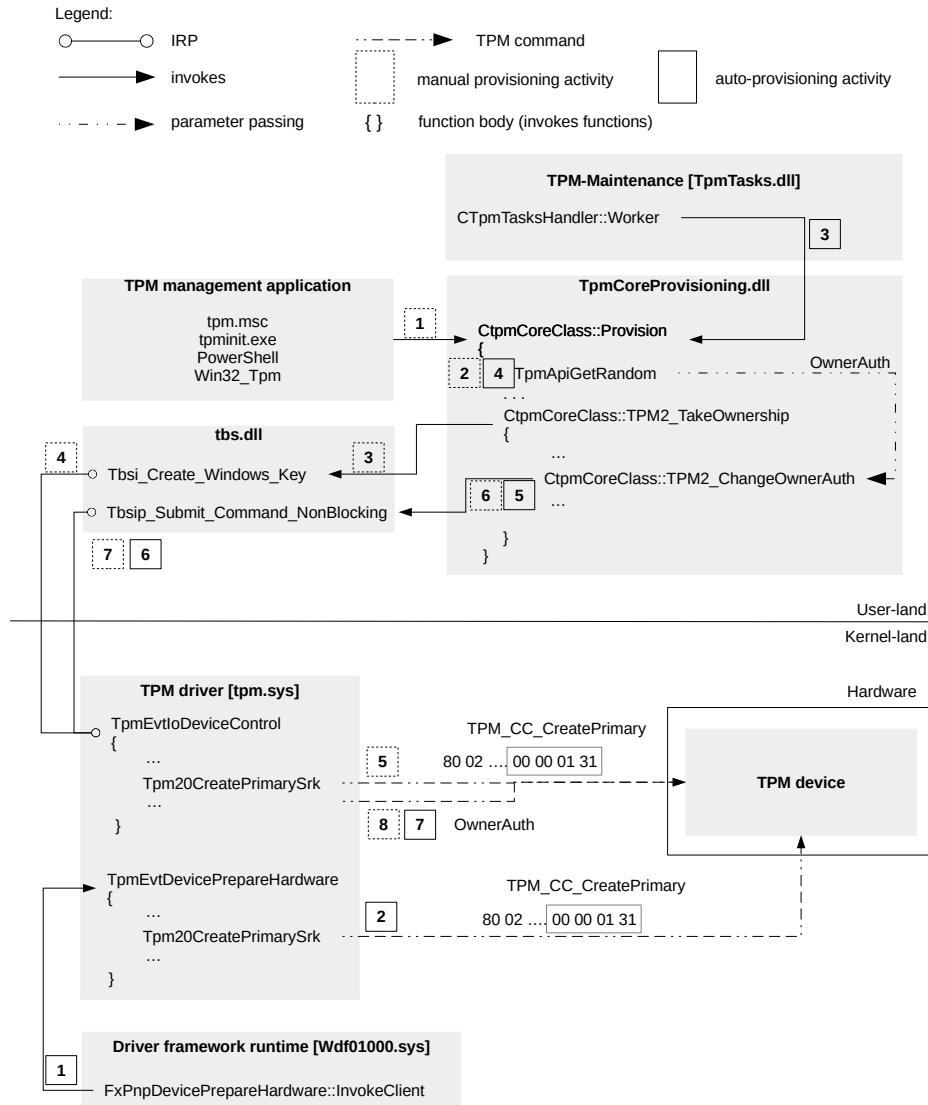 Legend:
IRP
TPM command
invokes
manual provisioning activity
auto-provisioning activity
parameter passing
{ }
function body (invokes functions)
TPM-Maintenance [TpmTasks.dll]
CTpmTasksHandler::Worker
3
TPM management application
tpm.msc
tpminit.exe
PowerShell
Win32_Tpm
1
TpmCoreProvisioning.dll
CtpmCoreClass::Provision
{
2
4
TpmApiGetRandom
OwnerAuth
. . .
CtpmCoreClass::TPM2_TakeOwnership
{
...
CtpmCoreClass::TPM2_ChangeOwnerAuth
...
}
}
tbs.dll
4
3
Tbsi_Create_Windows_Key
6
5
Tbsip_Submit_Command_NonBlocking
7
6
User-land
Kernel-land
TPM driver [tpm.sys]
TpmEvtIoDeviceControl
{
...
Tpm20CreatePrimarySrk
...
}
5
TPM_CC_CreatePrimary
80 02 …. 00 00 01 31
8
7
OwnerAuth
Hardware
TPM device
TpmEvtDevicePrepareHardware
{
...
Tpm20CreatePrimarySrk
...
}
2
TPM_CC_CreatePrimary
80 02 …. 00 00 01 31
Driver framework runtime [Wdf01000.sys]
1
FxPnpDevicePrepareHardware::InvokeClient